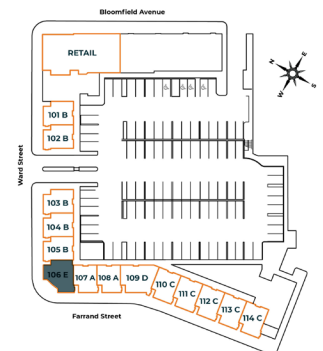 Bloomfield Avenue
RETAIL
N
E
W
S
101 B
102 B
Ward Street
103 B
104 B
105 B
106 E
107 A
108 A
109 D
110 C
111 C
112 C
113 C
114 C
Farrand Street